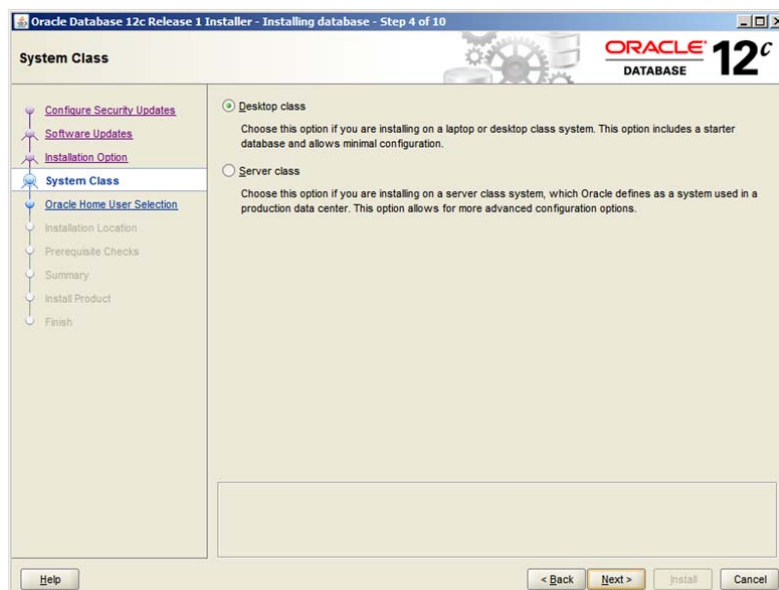 Oracle Database 12c Release 1 Installer - Installing database - Step 4 of 10
System Class
ORACLE
DATABASE
12c
Configure Security Updates
Software Updates
Installation Option
System Class
Oracle Home User Selection
Installation Location
Prerequisite Checks
Summary
Install Product
Finish
Desktop class
Choose this option if you are installing on a laptop or desktop class system. This option includes a starter
database and allows minimal configuration.
Server class
Choose this option if you are installing on a server class system, which Oracle defines as a system used in a
production data center. This option allows for more advanced configuration options.
Help
< Back
Next >
Install
Cancel